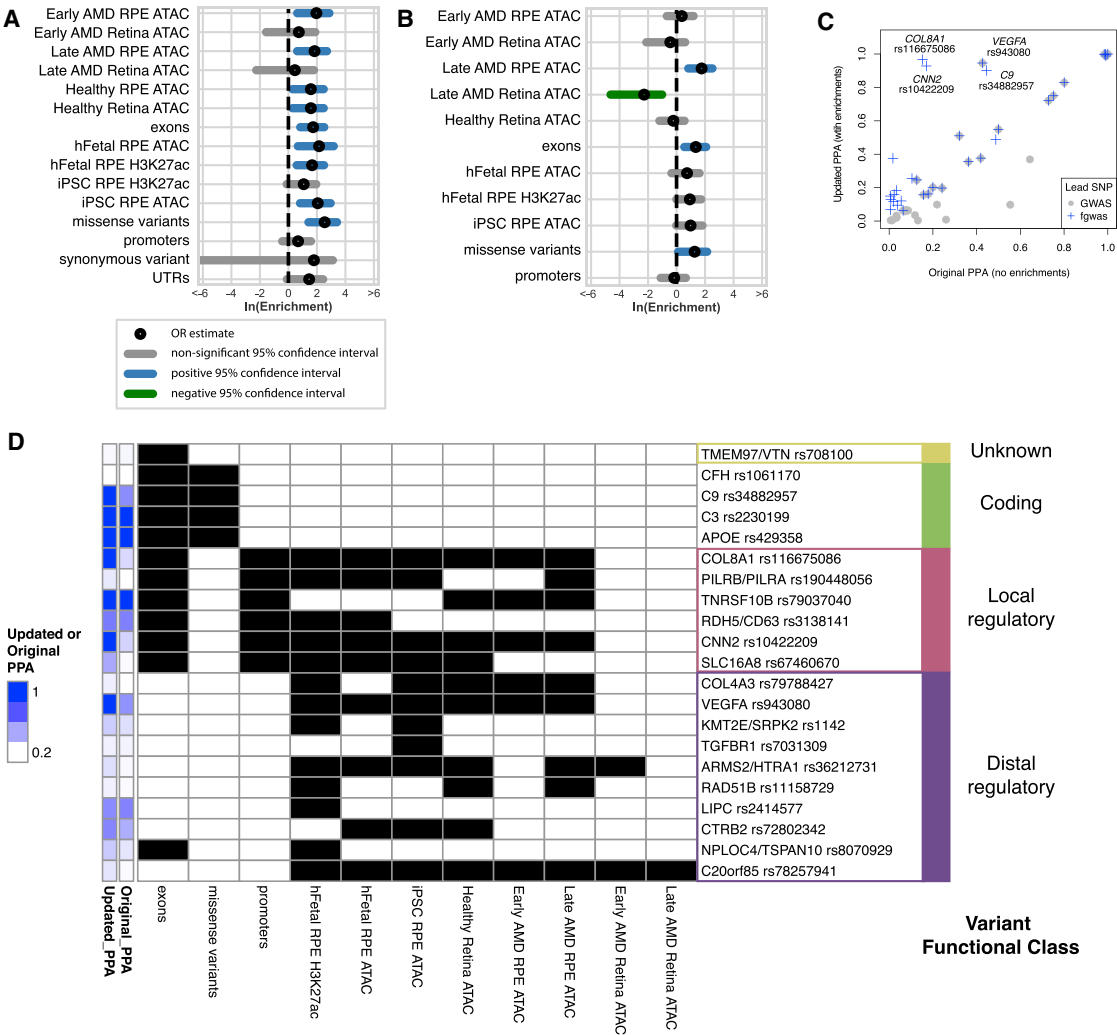 A
Early AMD RPE ATAC
Early AMD Retina ATAC
Late AMD RPE ATAC
Late AMD Retina ATAC
Healthy RPE ATAC
Healthy Retina ATAC
exons
hFetal RPE ATAC
hFetal RPE H3K27ac
iPSC RPE H3K27ac
iPSC RPE ATAC
missense variants
promoters
synonymous variant
UTRs
<-6 -4 -2 0 2 4 >6
ln(Enrichment)
OR estimate
non-significant 95% confidence interval
positive 95% confidence interval
negative 95% confidence interval
B
Early AMD RPE ATAC
Early AMD Retina ATAC
Late AMD RPE ATAC
Late AMD Retina ATAC
Healthy Retina ATAC
exons
hFetal RPE ATAC
hFetal RPE H3K27ac
iPSC RPE ATAC
missense variants
promoters
<-6 -4 -2 0 2 4 >6
ln(Enrichment)
C
Updated PPA (wtih enrichments)
1.0
0.8
0.6
0.4
0.2
0.0
COL8A1
rs116675086
VEGFA
rs943080
CNN2
rs10422209
C9
rs34882957
Lead SNP
GWAS
fgwas
0.0 0.2 0.4 0.6 0.8 1.0
Original PPA (no enrichments)
D
Updated or
Original
PPA
1
0.2
TMEM97/VTN rs708100
CFH rs1061170
C9 rs34882957
C3 rs2230199
APOE rs429358
COL8A1 rs116675086
PILRB/PILRA rs190448056
TNRSF10B rs79037040
RDH5/CD63 rs3138141
CNN2 rs10422209
SLC16A8 rs67460670
COL4A3 rs79788427
VEGFA rs943080
KMT2E/SRPK2 rs1142
TGFBR1 rs7031309
ARMS2/HTRA1 rs36212731
RAD51B rs11158729
LIPC rs2414577
CTRB2 rs72802342
NPLOC4/TSPAN10 rs8070929
C20orf85 rs78257941
Unknown
Coding
Local
regulatory
Distal
regulatory
Updated_PPA
Original_PPA
exons
missense variants
promoters
hFetal RPE H3K27ac
hFetal RPE ATAC
iPSC RPE ATAC
Healthy Retina ATAC
Early AMD RPE ATAC
Late AMD RPE ATAC
Early AMD Retina ATAC
Late AMD Retina ATAC
Variant
Functional Class